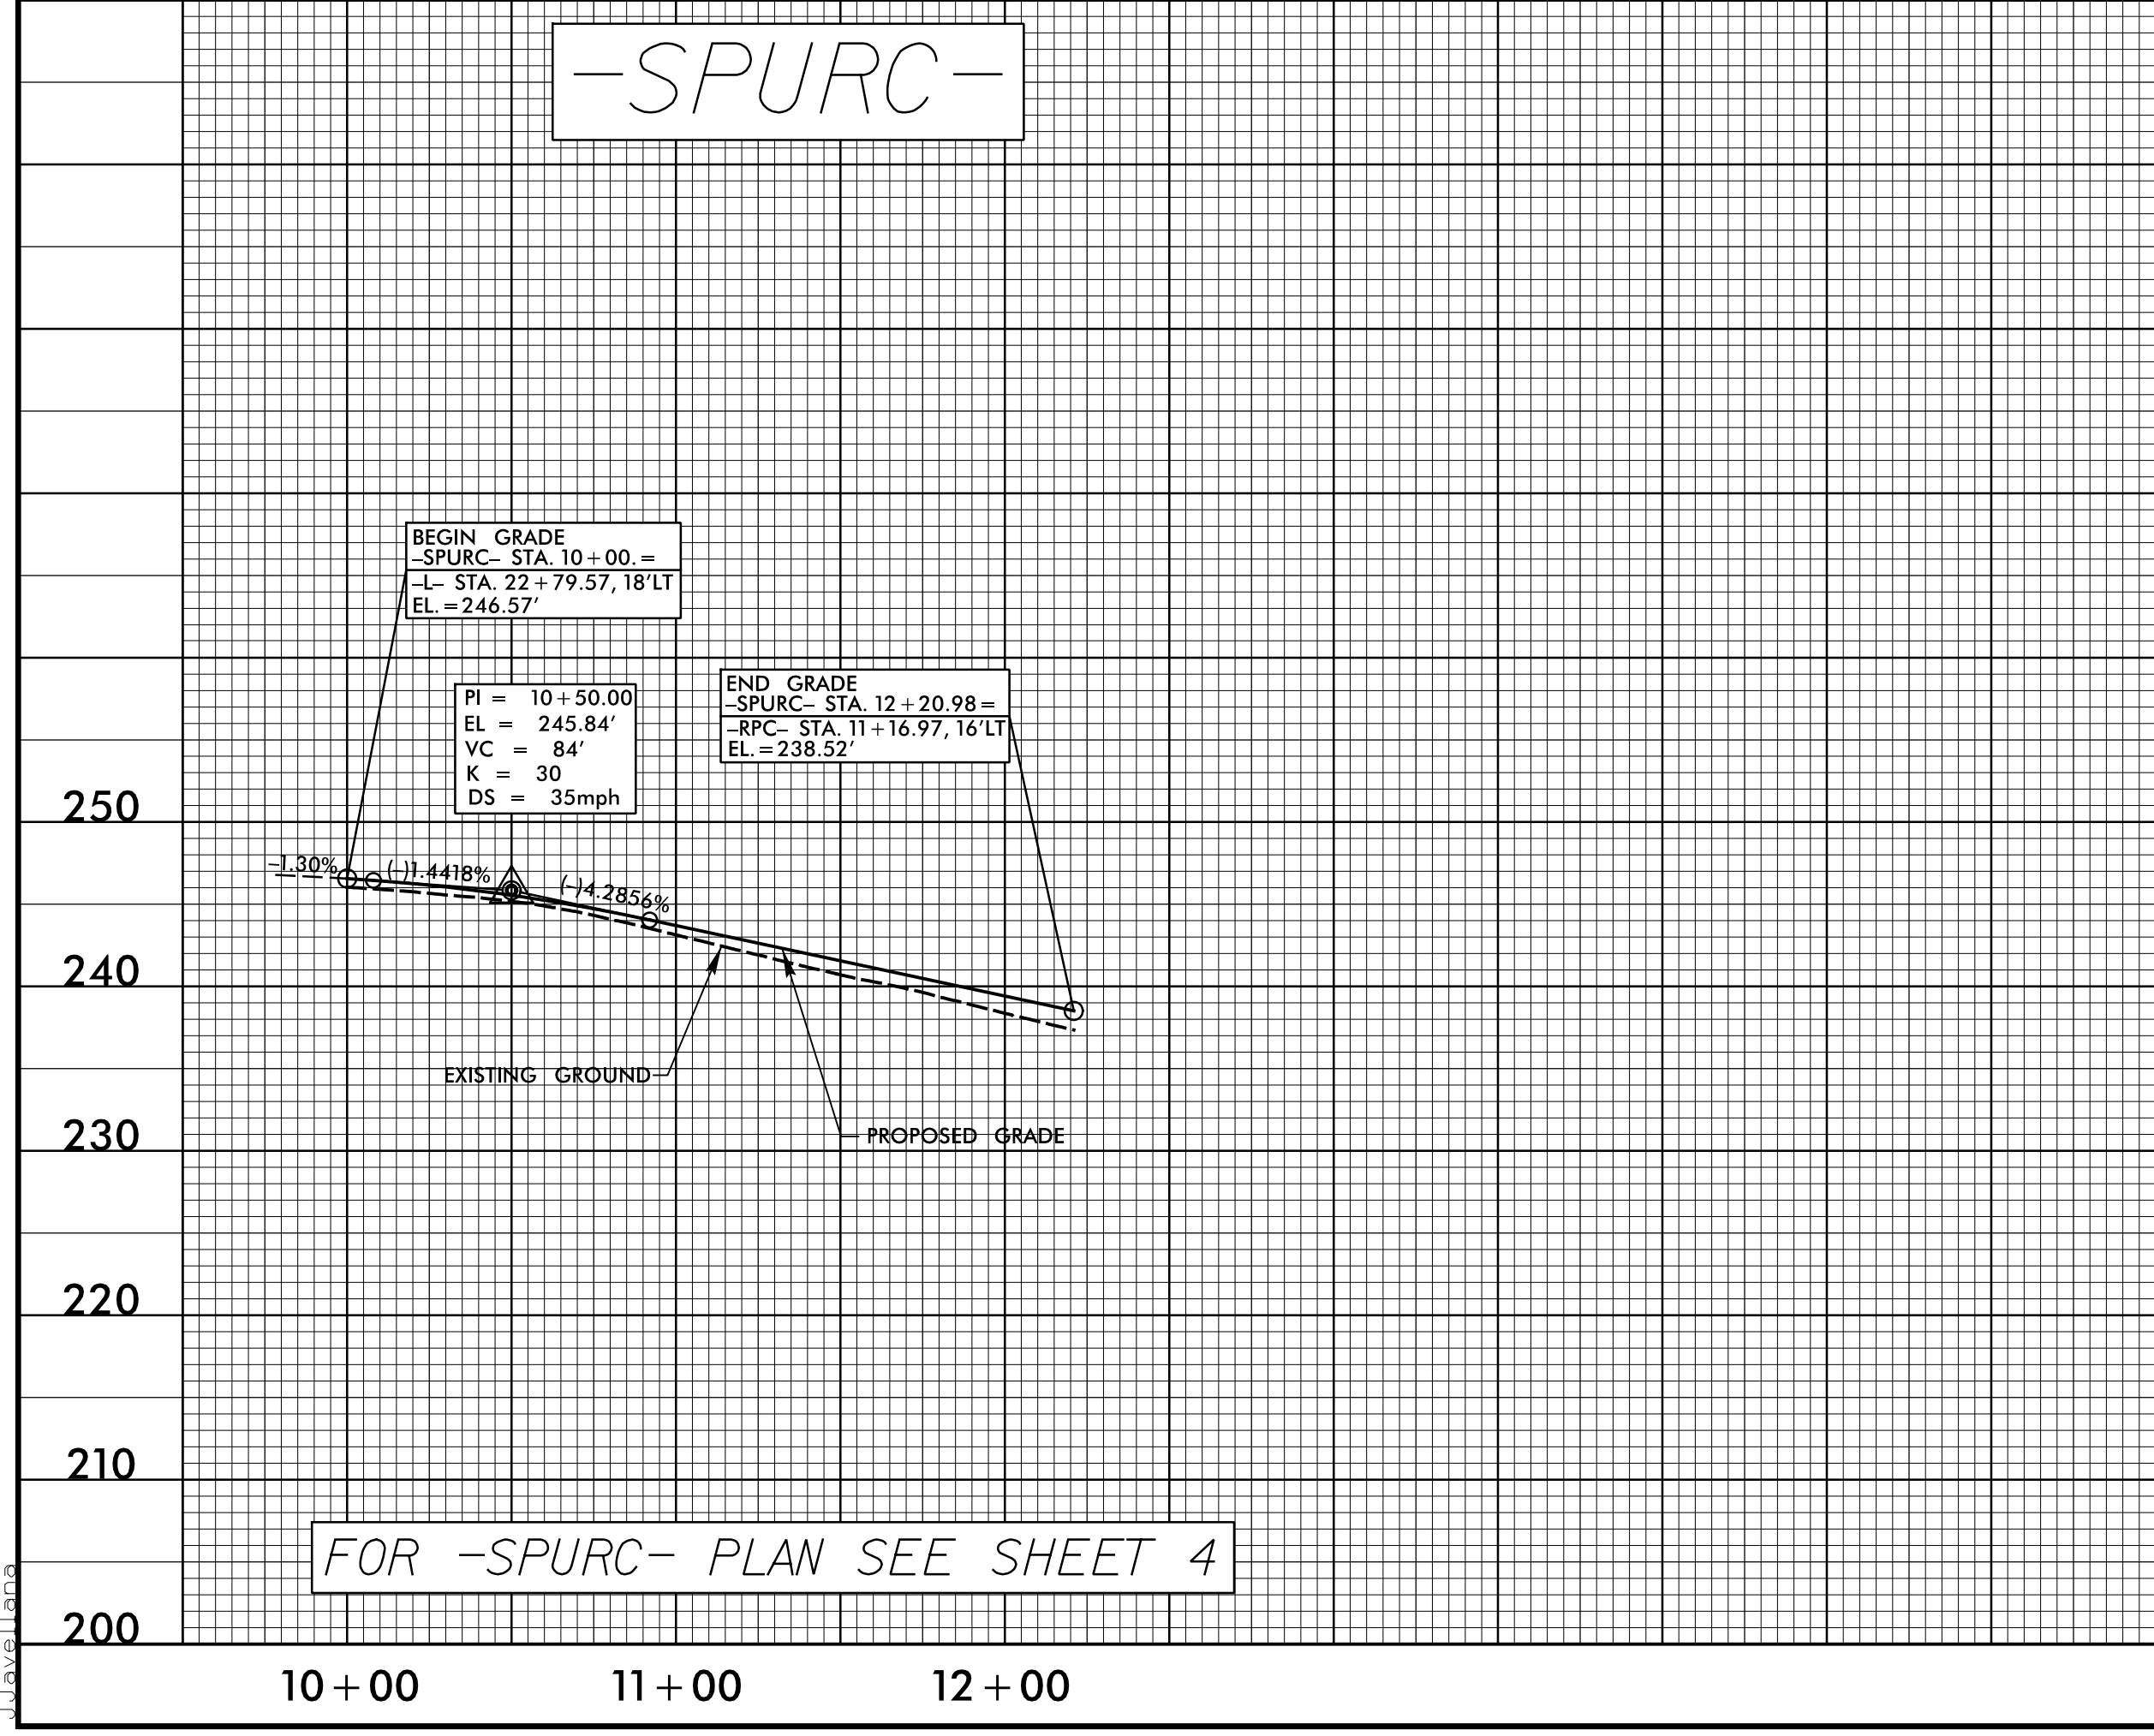 -SPURC-
BEGIN GRADE
-SPURC- STA. 10+00. =
-L- STA. 22+79.57, 18'LT
EL.=246.57'
END GRADE
-SPURC- STA. 12+20.98 =
-RPC- STA. 11+16.97, 16'LT
EL.=238.52'
PI = 10+50.00
EL = 245.84'
VC = 84'
K = 30
DS = 35mph
250
-1.30%
(-)1.4418%
(-)4.2856%
240
EXISTING GROUND
PROPOSED GRADE
230
220
210
FOR -SPURC- PLAN SEE SHEET 4
200
10+00 11+00 12+00
JJavellana